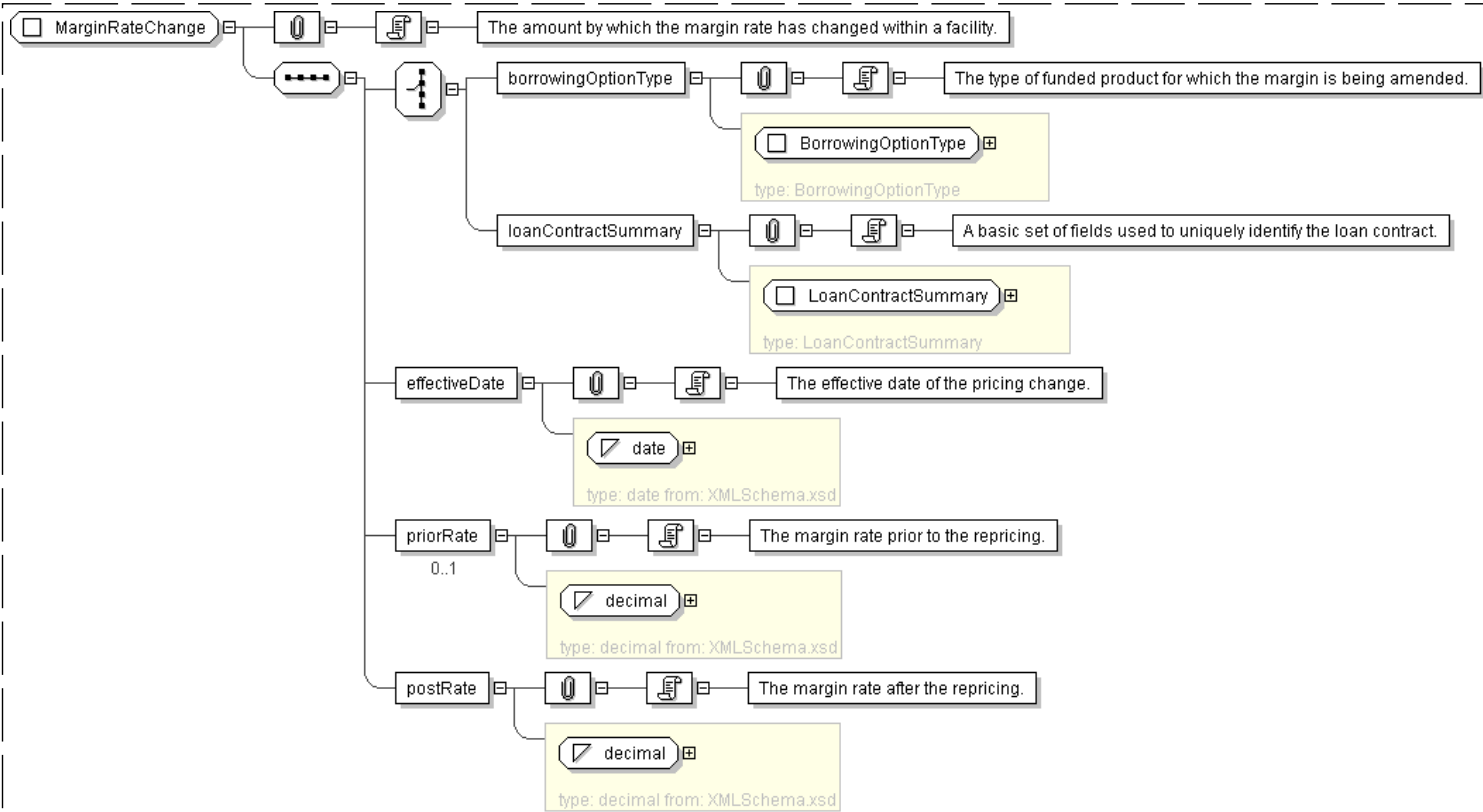 MarginRateChange
The amount by which the margin rate has changed within a facility.
borrowingOptionType
The type of funded product for which the margin is being amended.
BorrowingOptionType
type: BorrowingOptionType
loanContractSummary
A basic set of fields used to uniquely identify the loan contract.
LoanContractSummary
type: LoanContractSummary
effectiveDate
The effective date of the pricing change.
date
type: date from: XMLSchema.xsd
priorRate
The margin rate prior to the repricing.
0..1
decimal
type: decimal from: XMLSchema.xsd
postRate
The margin rate after the repricing.
decimal
type: decimal from: XMLSchema.xsd